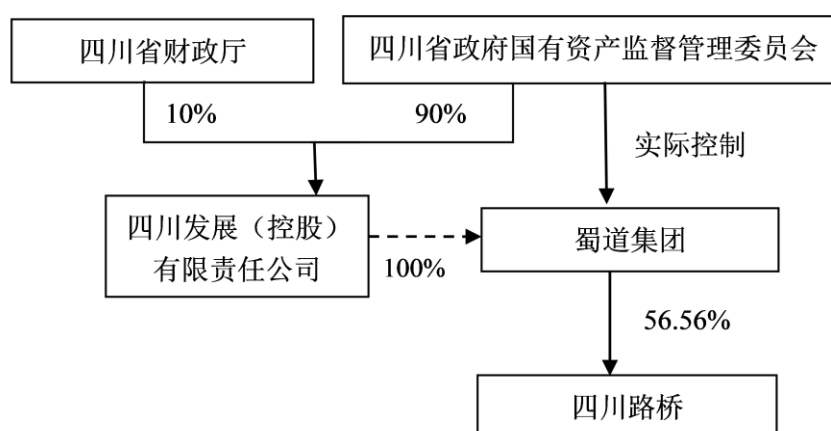 四川省财政厅
四川省政府国有资产监督管理委员会
10%
90%
实际控制
四川发展（控股）
有限责任公司
100%
蜀道集团
56.56%
四川路桥